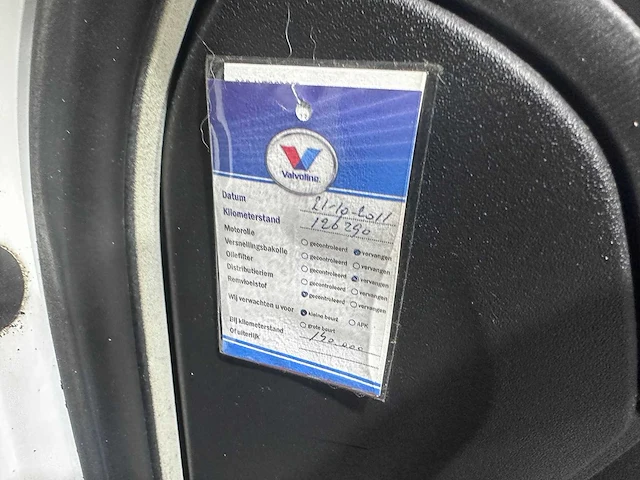 Valvoline.
Datum 21-10-2011
Kilometerstand 126290
Motorolie gecontroleerd vervangen
Versnellingsbakolie gecontroleerd vervangen
Oliefilter gecontroleerd vervangen
Distributieriem gecontroleerd vervangen
Remvloeistof gecontroleerd vervangen
Wij verwachten u voor kleine beurt APK
grote beurt
Bij kilometerstand 150.000
Of uiterlijk